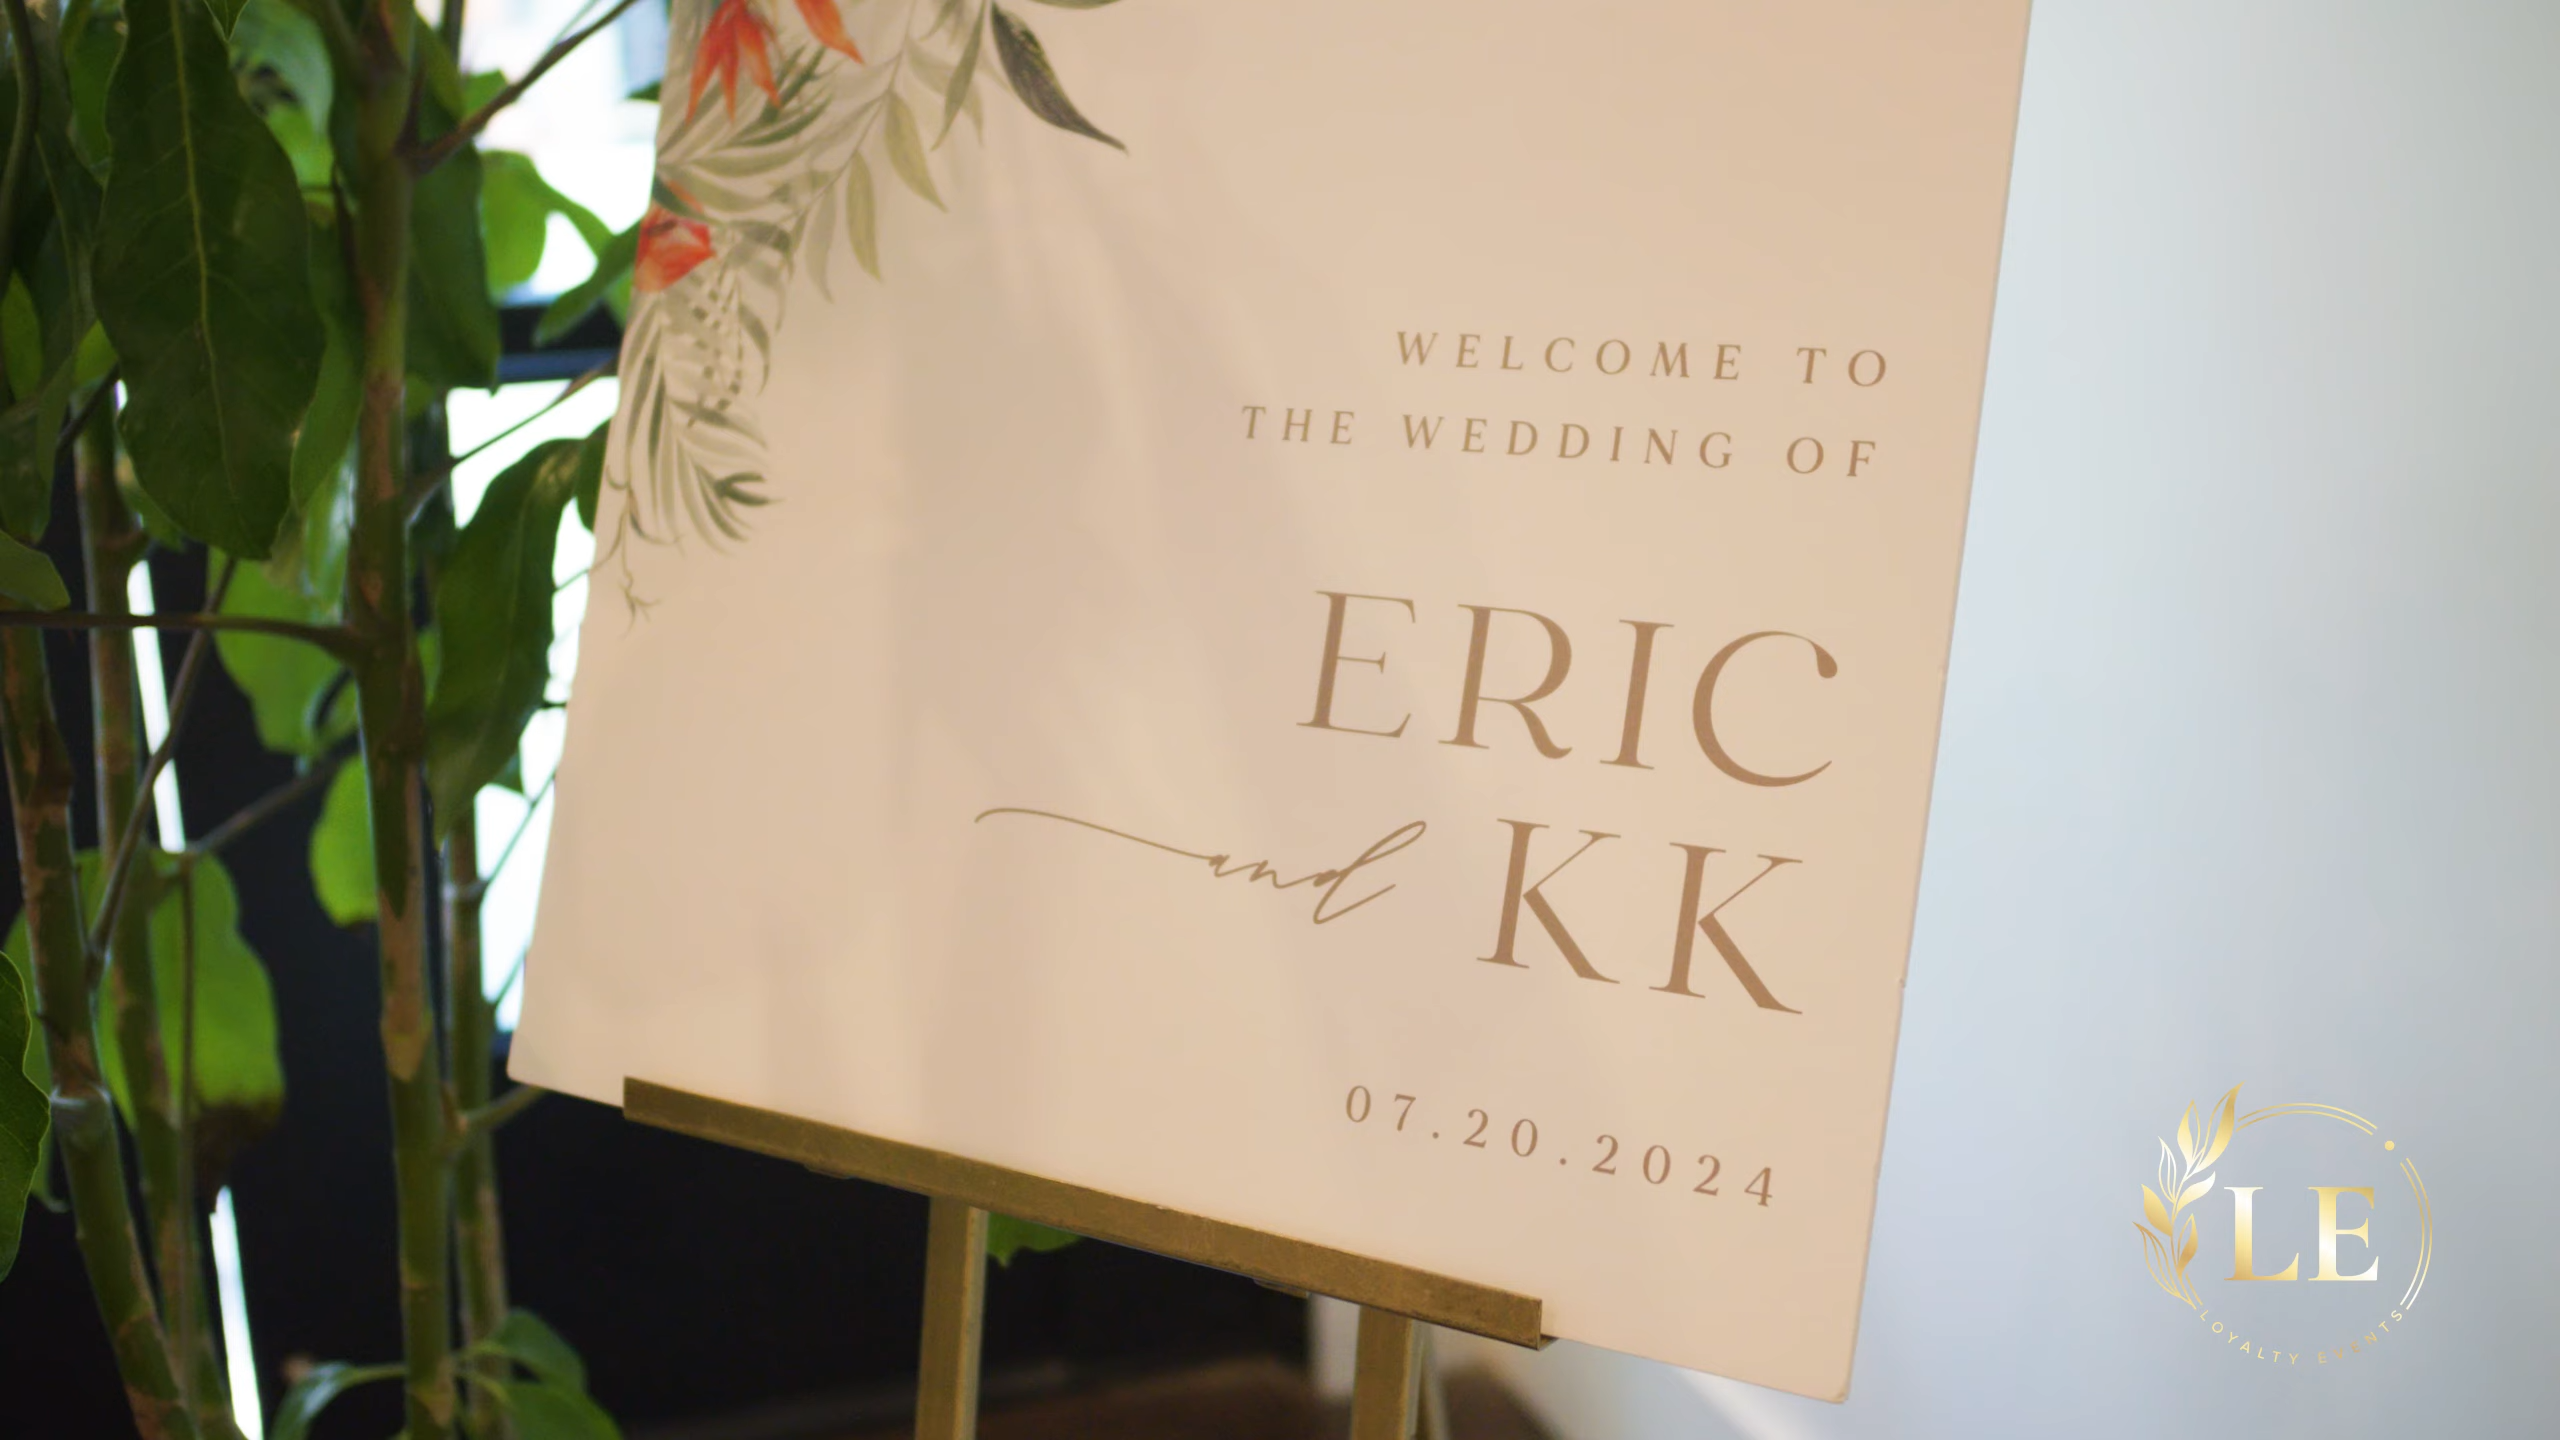 WELCOME TO
THE WEDDING OF
ERIC
and KK
07.20.2024
LE
LOYALTY EVENTS